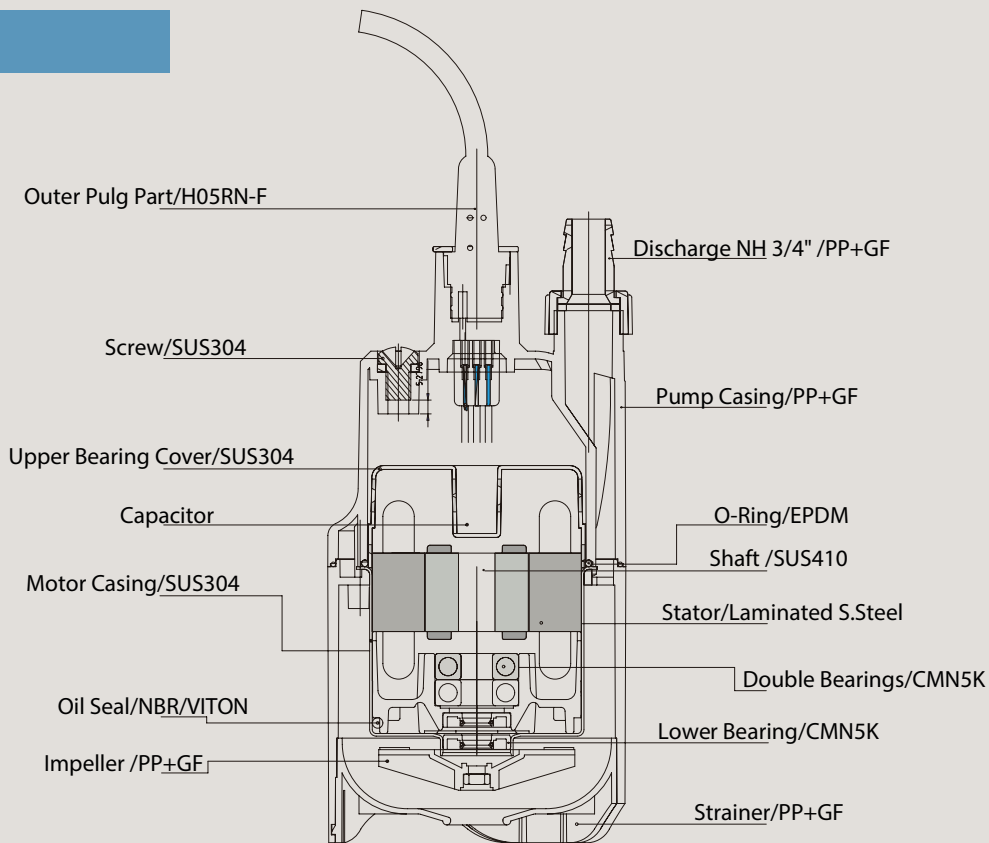 Outer Pulg Part/H05RN-F
Discharge NH 3/4" /PP+GF
Screw/SUS304
Pump Casing/PP+GF
Upper Bearing Cover/SUS304
Capacitor
O-Ring/EPDM
Shaft /SUS410
Motor Casing/SUS304
Stator/Laminated S.Steel
Double Bearings/CMN5K
Oil Seal/NBR/VITON
Lower Bearing/CMN5K
Impeller /PP+GF
Strainer/PP+GF